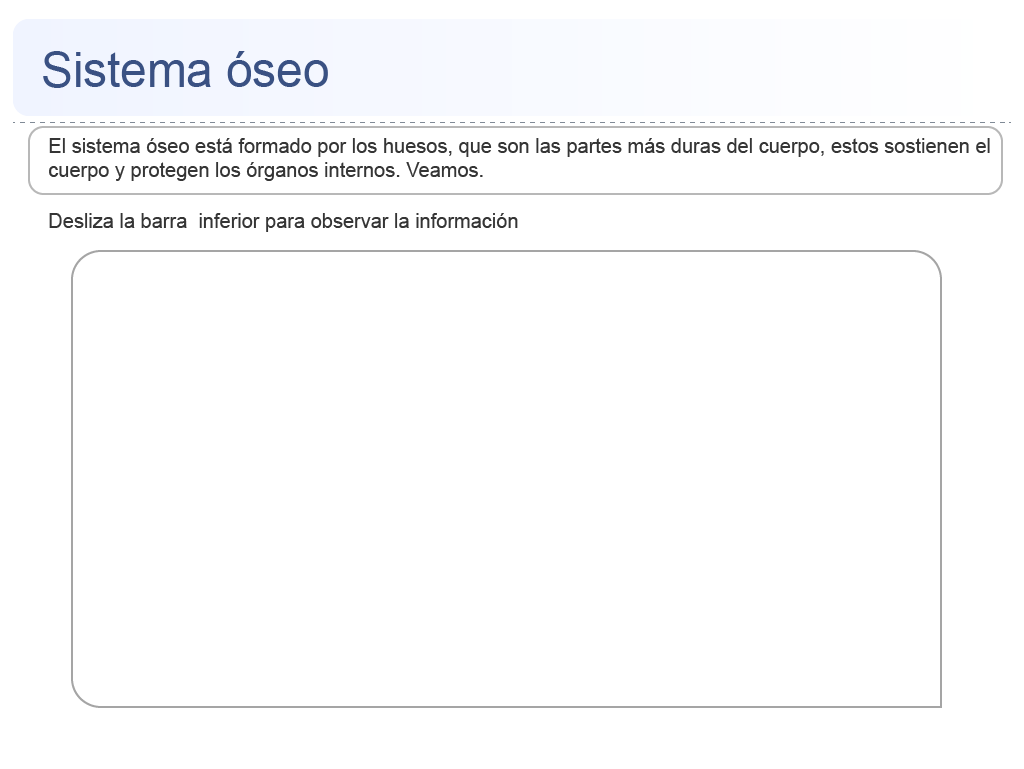 Sistema óseo
El sistema óseo está formado por los huesos, que son las partes más duras del cuerpo, estos sostienen el
cuerpo y protegen los órganos internos. Veamos.
Desliza la barra  inferior para observar la información